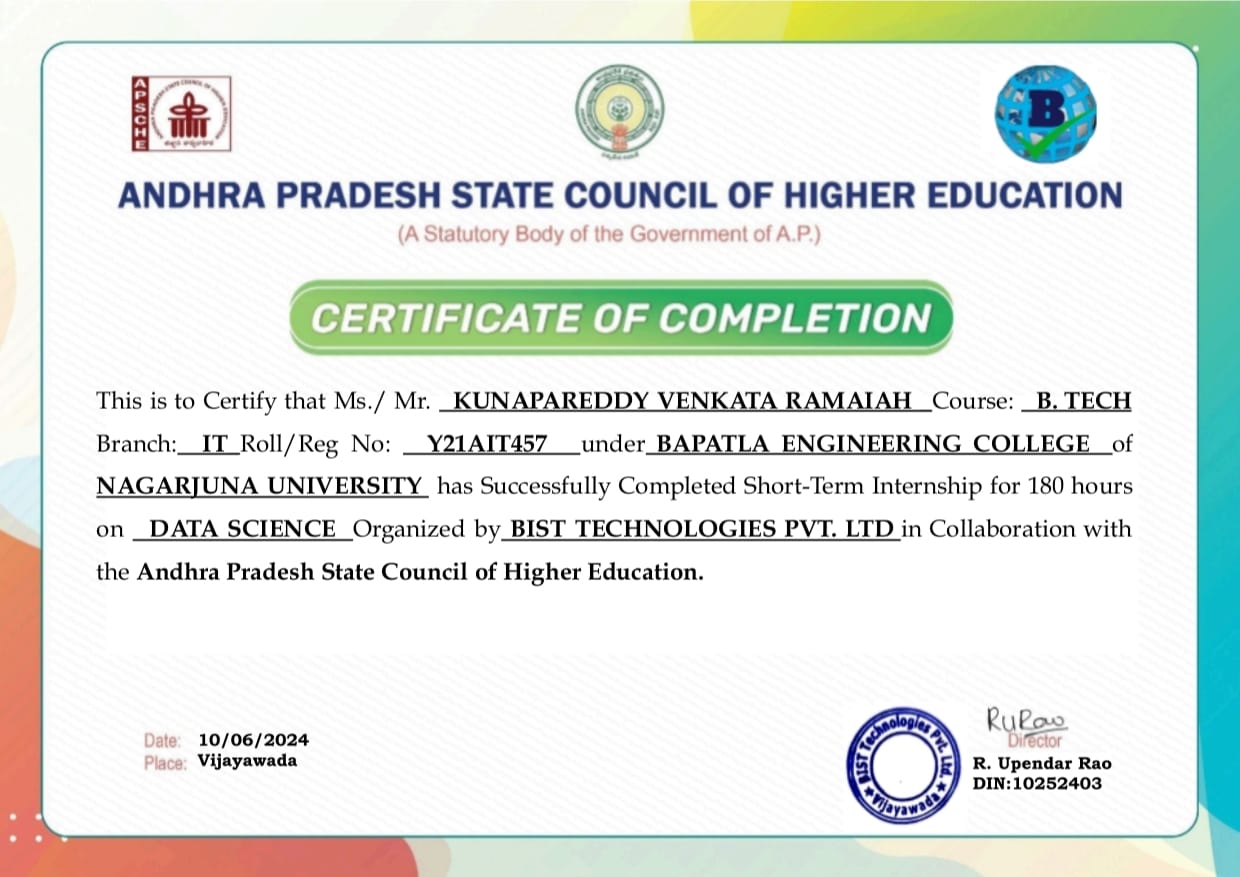 APSCHE
B
ANDHRA PRADESH STATE COUNCIL OF HIGHER EDUCATION
(A Statutory Body of the Government of A.P.)
CERTIFICATE OF COMPLETION
This is to Certify that Ms./ Mr. KUNAPAREDDY VENKATA RAMAIAH Course: B. TECH
Branch: IT Roll/Reg No: Y21AIT457 under BAPATLA ENGINEERING COLLEGE of
NAGARJUNA UNIVERSITY has Successfully Completed Short-Term Internship for 180 hours
on DATA SCIENCE Organized by BIST TECHNOLOGIES PVT. LTD in Collaboration with
the Andhra Pradesh State Council of Higher Education.
Date: 10/06/2024
Place: Vijayawada
BIST Technologies Pvt. Ltd.
★ Vijayawada ★
RURao
Director
R. Upendar Rao
DIN:10252403